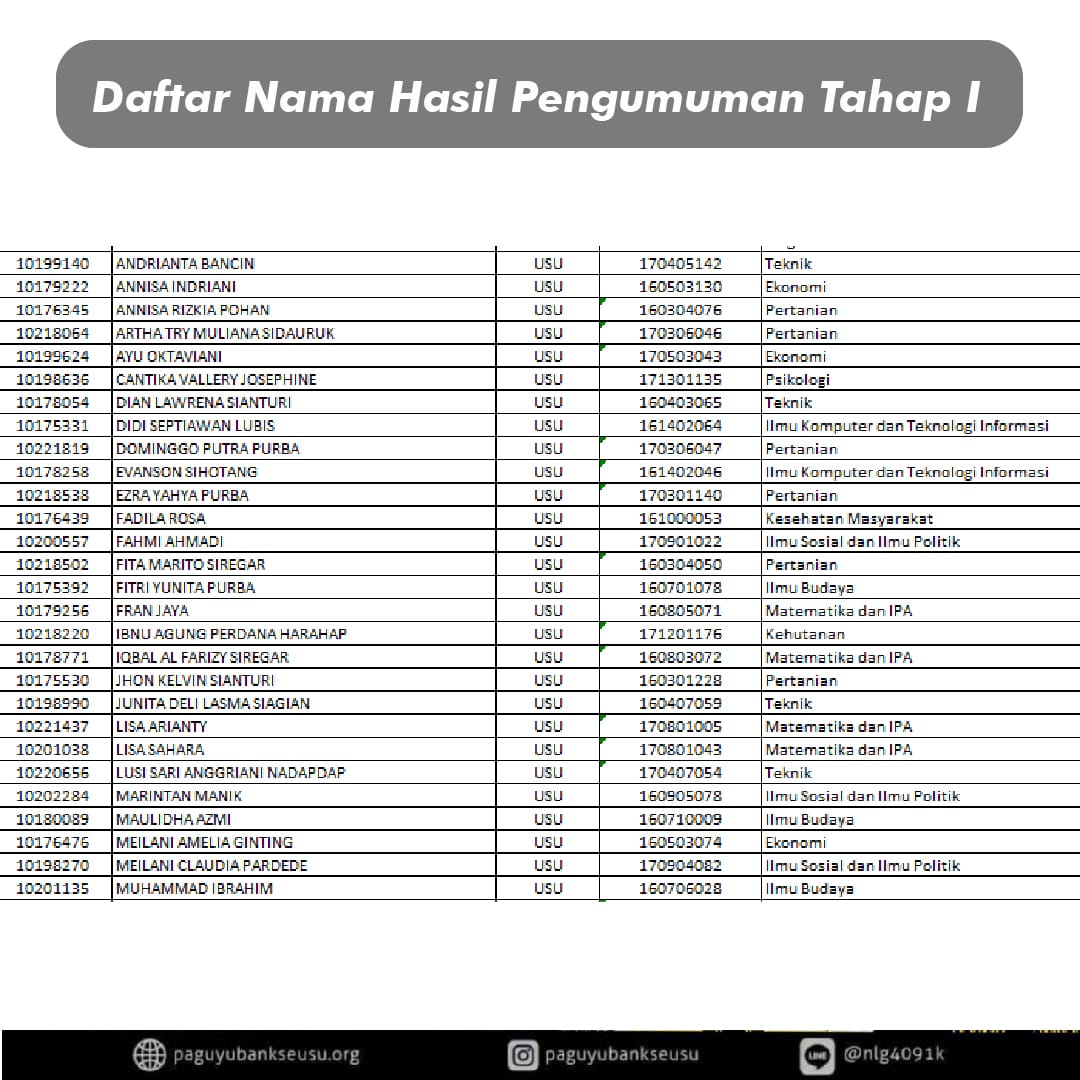 Daftar Nama Hasil Pengumuman Tahap I
10199140 ANDRIANTA BANCIN USU 170405142 Teknik
10179222 ANNISA INDRIANI USU 160503130 Ekonomi
10176345 ANNISA RIZKIA POHAN USU 160304076 Pertanian
10218064 ARTHA TRY MULIANA SIDAURUK USU 170306046 Pertanian
10199624 AYU OKTAVIANI USU 170503043 Ekonomi
10198636 CANTIKA VALLERY JOSEPHINE USU 171301135 Psikologi
10178054 DIAN LAWRENA SIANTURI USU 160403065 Teknik
10175331 DIDI SEPTIAWAN LUBIS USU 161402064 Ilmu Komputer dan Teknologi Informasi
10221819 DOMINGGO PUTRA PURBA USU 170306047 Pertanian
10178258 EVANSON SIHOTANG USU 161402046 Ilmu Komputer dan Teknologi Informasi
10218538 EZRA YAHYA PURBA USU 170301140 Pertanian
10176439 FADILA ROSA USU 161000053 Kesehatan Masyarakat
10200557 FAHMI AHMADI USU 170901022 Ilmu Sosial dan Ilmu Politik
10218502 FITA MARITO SIREGAR USU 160304050 Pertanian
10175392 FITRI YUNITA PURBA USU 160701078 Ilmu Budaya
10179256 FRAN JAYA USU 160805071 Matematika dan IPA
10218220 IBNU AGUNG PERDANA HARAHAP USU 171201176 Kehutanan
10178771 IQBAL AL FARIZY SIREGAR USU 160803072 Matematika dan IPA
10175530 JHON KELVIN SIANTURI USU 160301228 Pertanian
10198990 JUNITA DELI LASMA SIAGIAN USU 160407059 Teknik
10221437 LISA ARIANTY USU 170801005 Matematika dan IPA
10201038 LISA SAHARA USU 170801043 Matematika dan IPA
10220656 LUSI SARI ANGGRIANI NADAPDAP USU 170407054 Teknik
10202284 MARINTAN MANIK USU 160905078 Ilmu Sosial dan Ilmu Politik
10180089 MAULIDHA AZMI USU 160710009 Ilmu Budaya
10176476 MEILANI AMELIA GINTING USU 160503074 Ekonomi
10198270 MEILANI CLAUDIA PARDEDE USU 170904082 Ilmu Sosial dan Ilmu Politik
10201135 MUHAMMAD IBRAHIM USU 160706028 Ilmu Budaya
paguyubankseusu.org paguyubankseusu LINE @nlg4091k